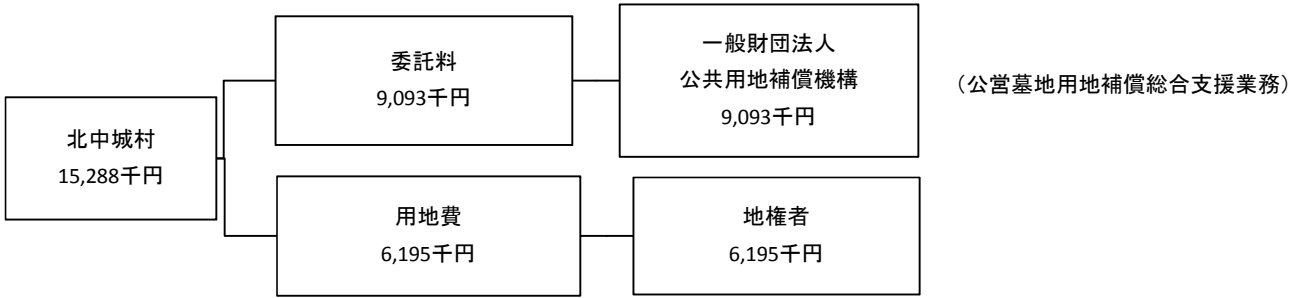 北中城村
15,288千円
委託料
9,093千円
一般財団法人
公共用地補償機構
9,093千円
（公営墓地用地補償総合支援業務）
用地費
6,195千円
地権者
6,195千円